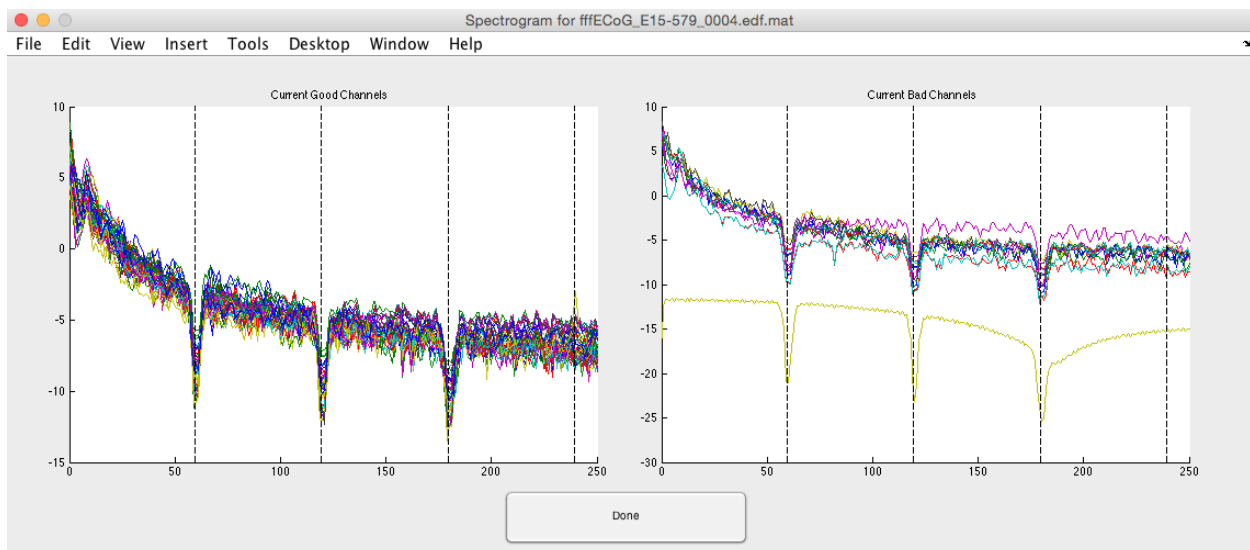 Spectrogram for fffECoG_E15-579_0004.edf.mat
File Edit View Insert Tools Desktop Window Help
Current Good Channels
10
5
0
-5
-10
-15
0 50 100 150 200 250
Current Bad Channels
10
5
0
-5
-10
-15
-20
-25
-30
0 50 100 150 200 250
Done